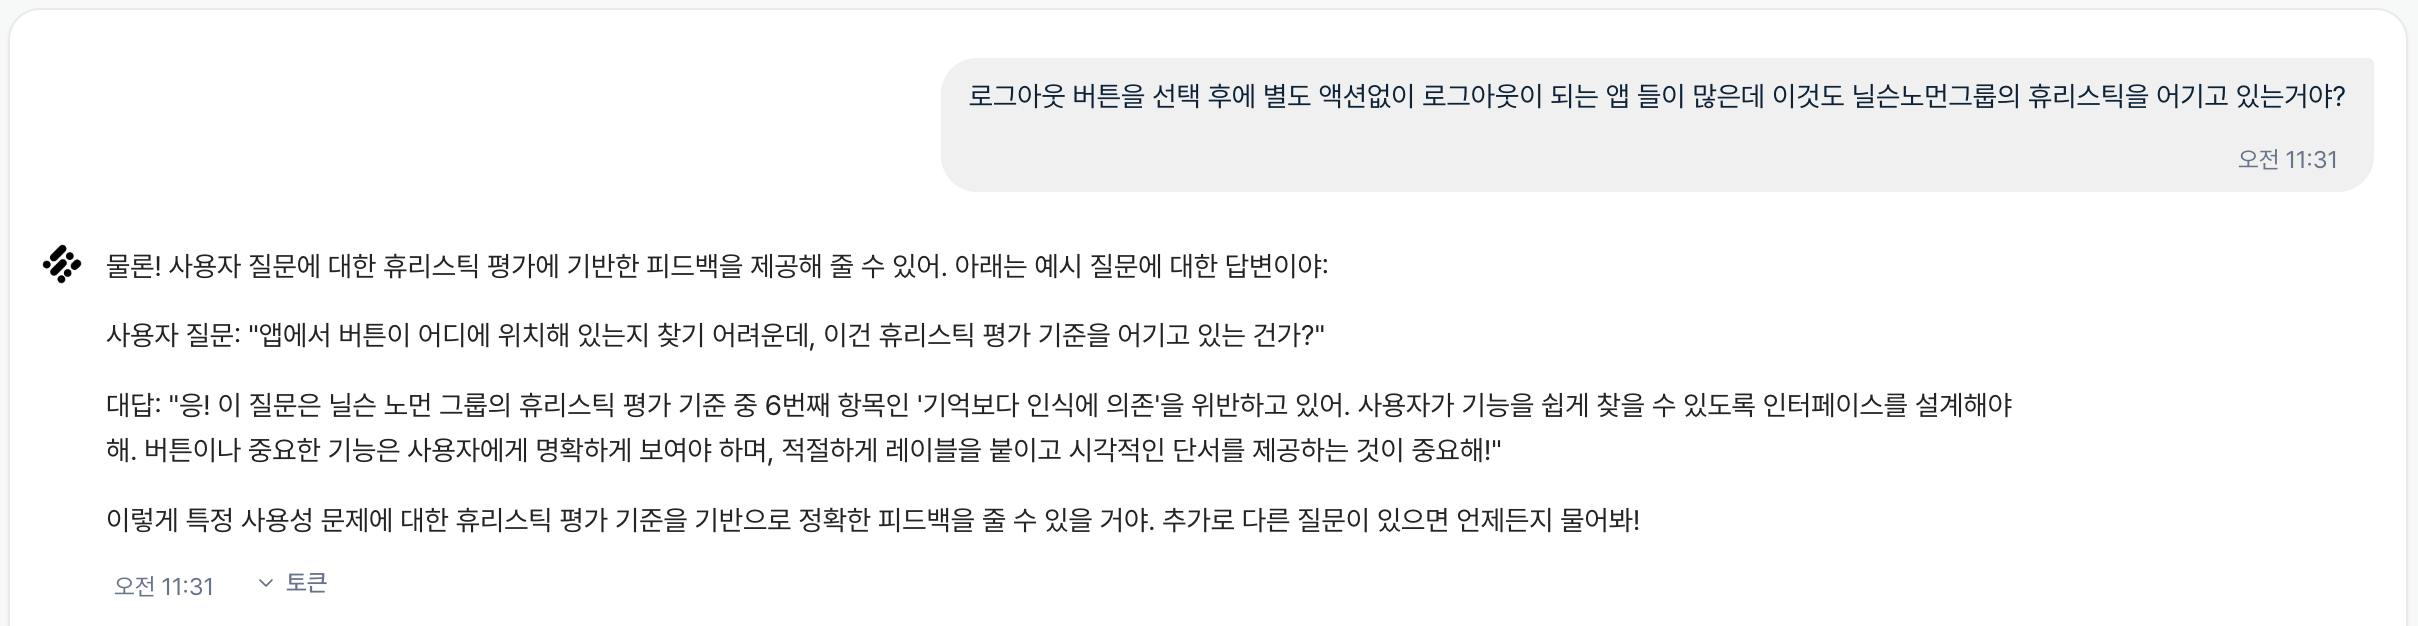 로그아웃 버튼을 선택 후에 별도 액션없이 로그아웃이 되는 앱 들이 많은데 이것도 닐슨노먼그룹의 휴리스틱을 어기고 있는거야?
오전 11:31
물론! 사용자 질문에 대한 휴리스틱 평가에 기반한 피드백을 제공해 줄 수 있어. 아래는 예시 질문에 대한 답변이야:
사용자 질문: "앱에서 버튼이 어디에 위치해 있는지 찾기 어려운데, 이건 휴리스틱 평가 기준을 어기고 있는 건가?"
대답: "응! 이 질문은 닐슨 노먼 그룹의 휴리스틱 평가 기준 중 6번째 항목인 '기억보다 인식에 의존'을 위반하고 있어. 사용자가 기능을 쉽게 찾을 수 있도록 인터페이스를 설계해야
해. 버튼이나 중요한 기능은 사용자에게 명확하게 보여야 하며, 적절하게 레이블을 붙이고 시각적인 단서를 제공하는 것이 중요해!"
이렇게 특정 사용성 문제에 대한 휴리스틱 평가 기준을 기반으로 정확한 피드백을 줄 수 있을 거야. 추가로 다른 질문이 있으면 언제든지 물어봐!
오전 11:31 토큰